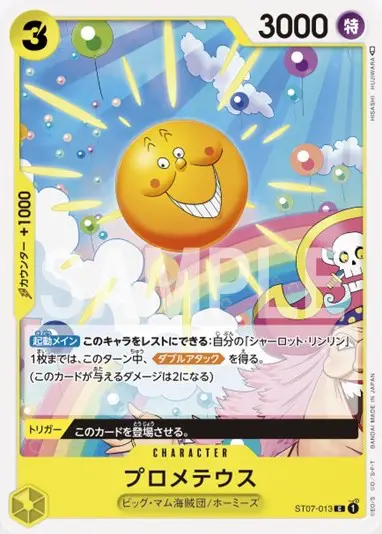 3
3000
特
HISASHI FUJIWARA
カウンター +1000
SAMPLE
起動メイン このキャラをレストにできる：自分の「シャーロット・リンリン」
1枚までは、このターン中、ダブルアタック を得る。
(このカードが与えるダメージは2になる)
トリガー このカードを登場させる。
CHARACTER
プロメテウス
ビッグ・マム海賊団/ホーミーズ
ST07-013 C 1
BANDAI MADE IN JAPAN
©E.O/S ©E.O./S・F・T